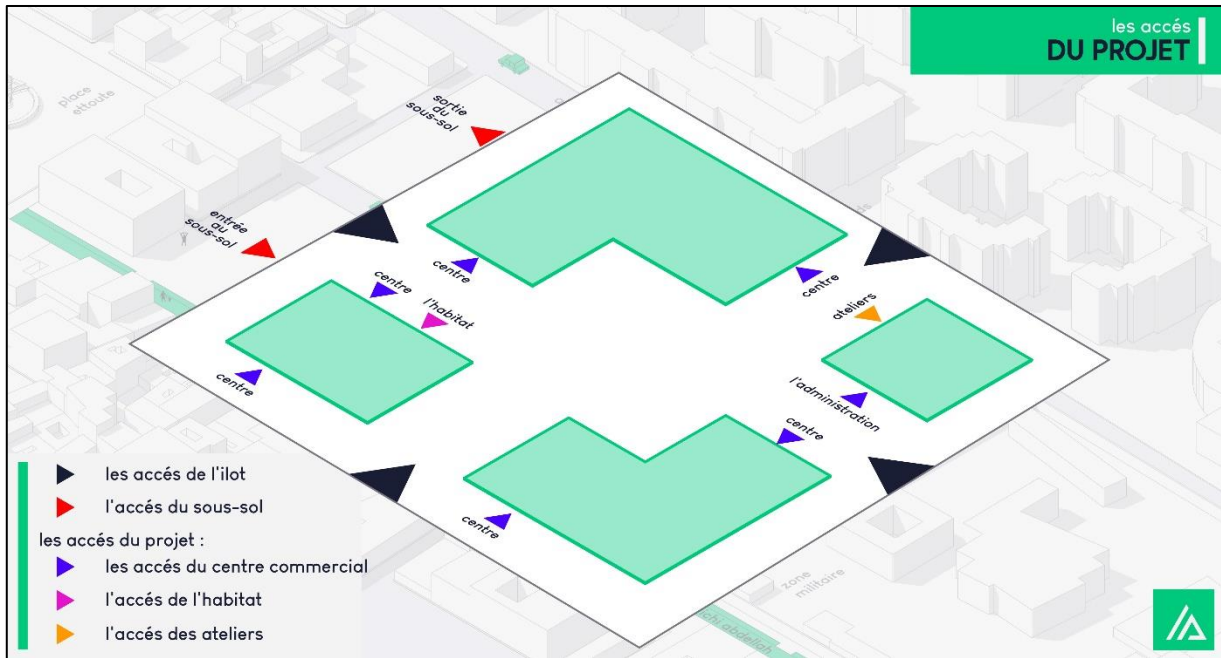 les accés
DU PROJET
place
ettoute
sortie
du
sous-sol
entrée
au
sous-sol
centre
centre
centre
l'habitat
ateliers
centre
l'administration
centre
centre
zone
militaire
abdellah
les accés de l'ilot
l'accés du sous-sol
les accés du projet :
les accés du centre commercial
l'accés de l'habitat
l'accés des ateliers